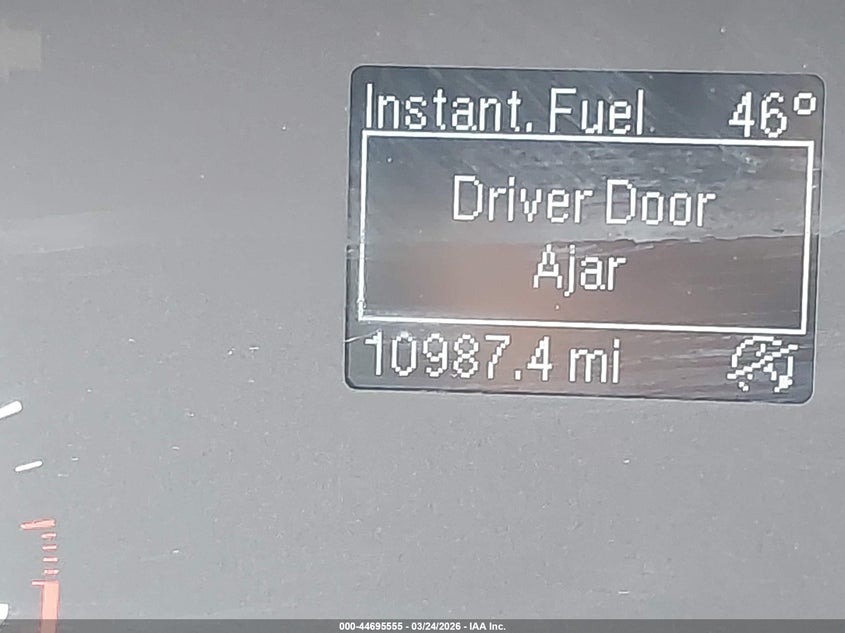 Instant. Fuel 46°
Driver Door
Ajar
10987.4 mi
000-44695555 - 03/24/2026 - IAA Inc.